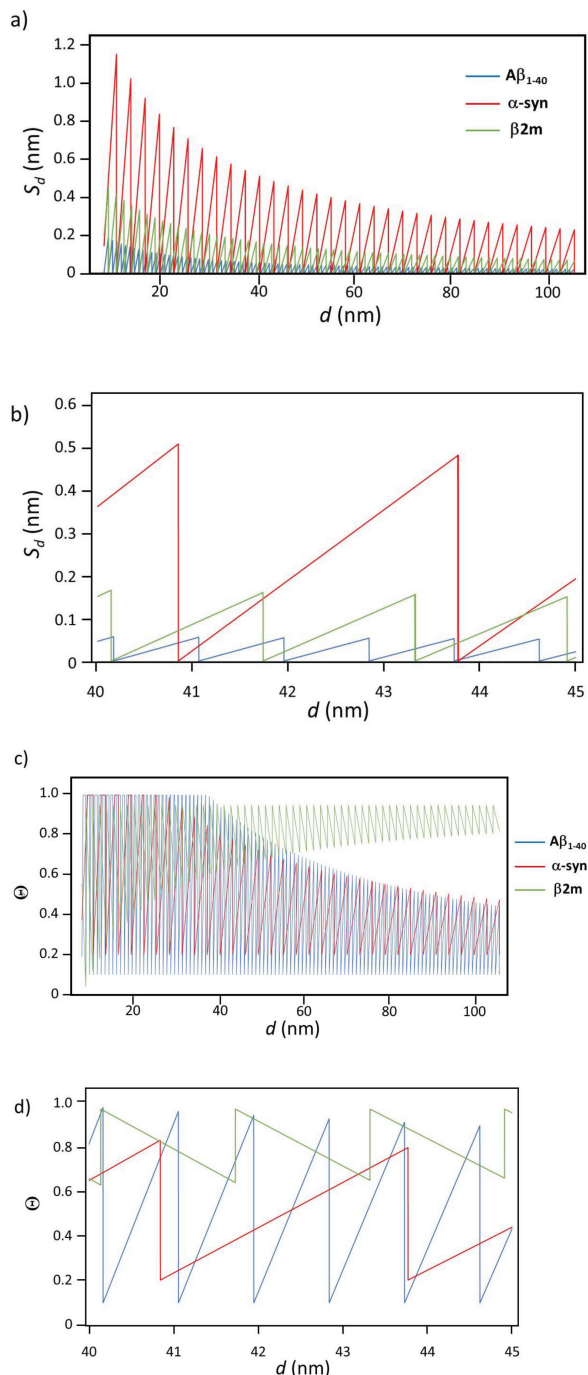 a)
1.2
1.0
0.8
0.6
0.4
0.2
0
S_d (nm)
Aβ₁₋₄₀
α-syn
β2m
20 40 60 80 100
d (nm)
b)
0.6
0.5
0.4
0.3
0.2
0.1
0
S_d (nm)
40 41 42 43 44 45
d (nm)
c)
1.0
0.8
0.6
0.4
0.2
0
Θ
Aβ₁₋₄₀
α-syn
β2m
20 40 60 80 100
d (nm)
d)
1.0
0.8
0.6
0.4
0.2
0
Θ
40 41 42 43 44 45
d (nm)